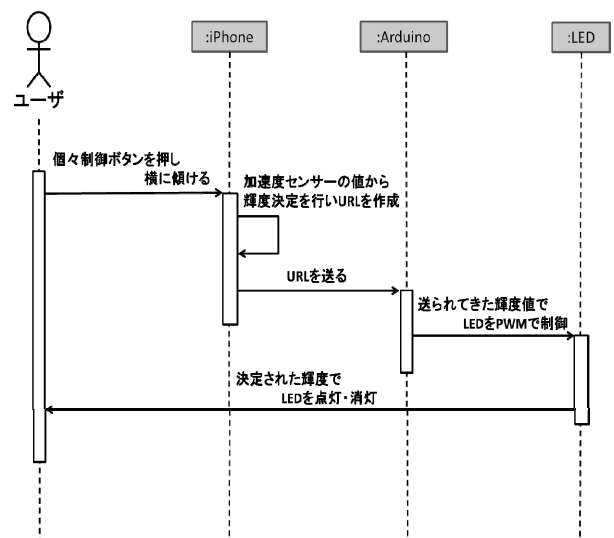 :iPhone
:Arduino
:LED
ユーザ
個々制御ボタンを押し
横に傾ける
加速度センサーの値から
輝度決定を行いURLを作成
URLを送る
送られてきた輝度値で
LEDをPWMで制御
決定された輝度で
LEDを点灯・消灯